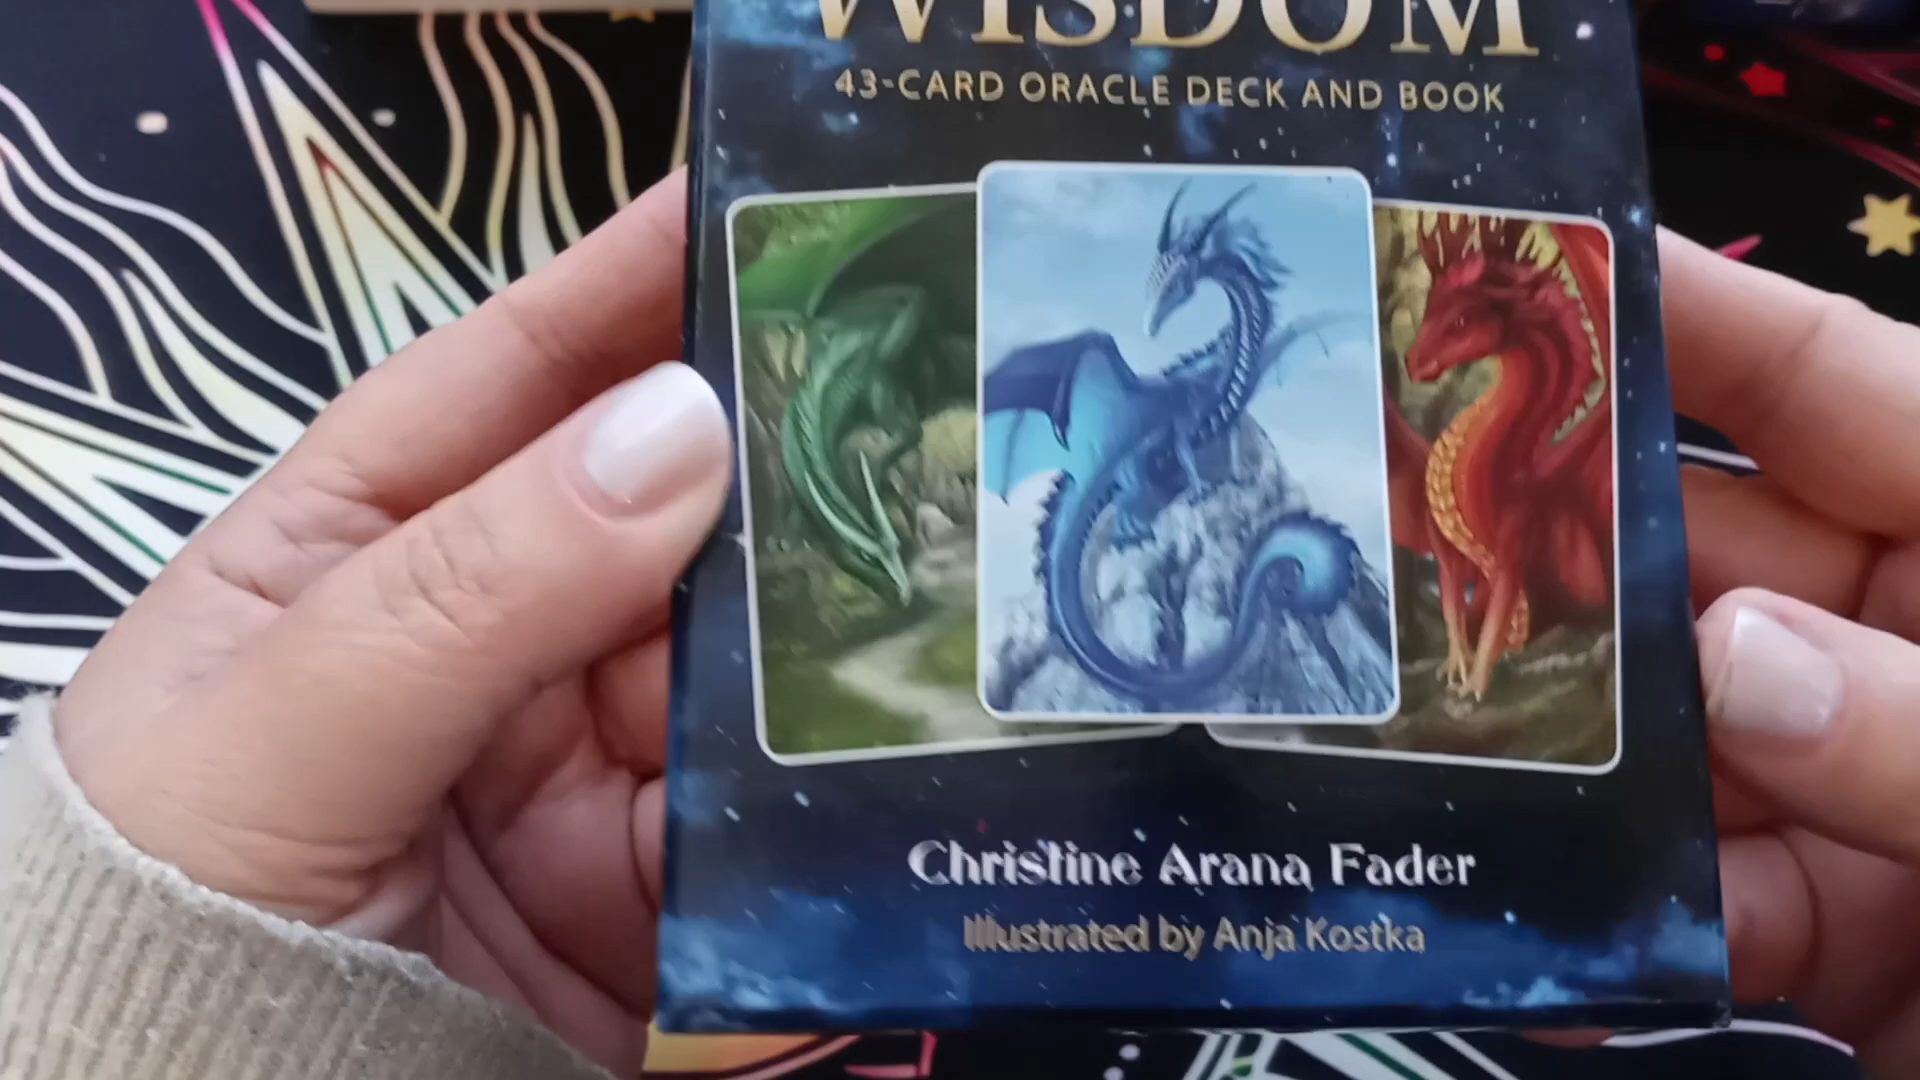 WISDOM
43-CARD ORACLE DECK AND BOOK
Christine Arana Fader
Illustrated by Anja Kostka